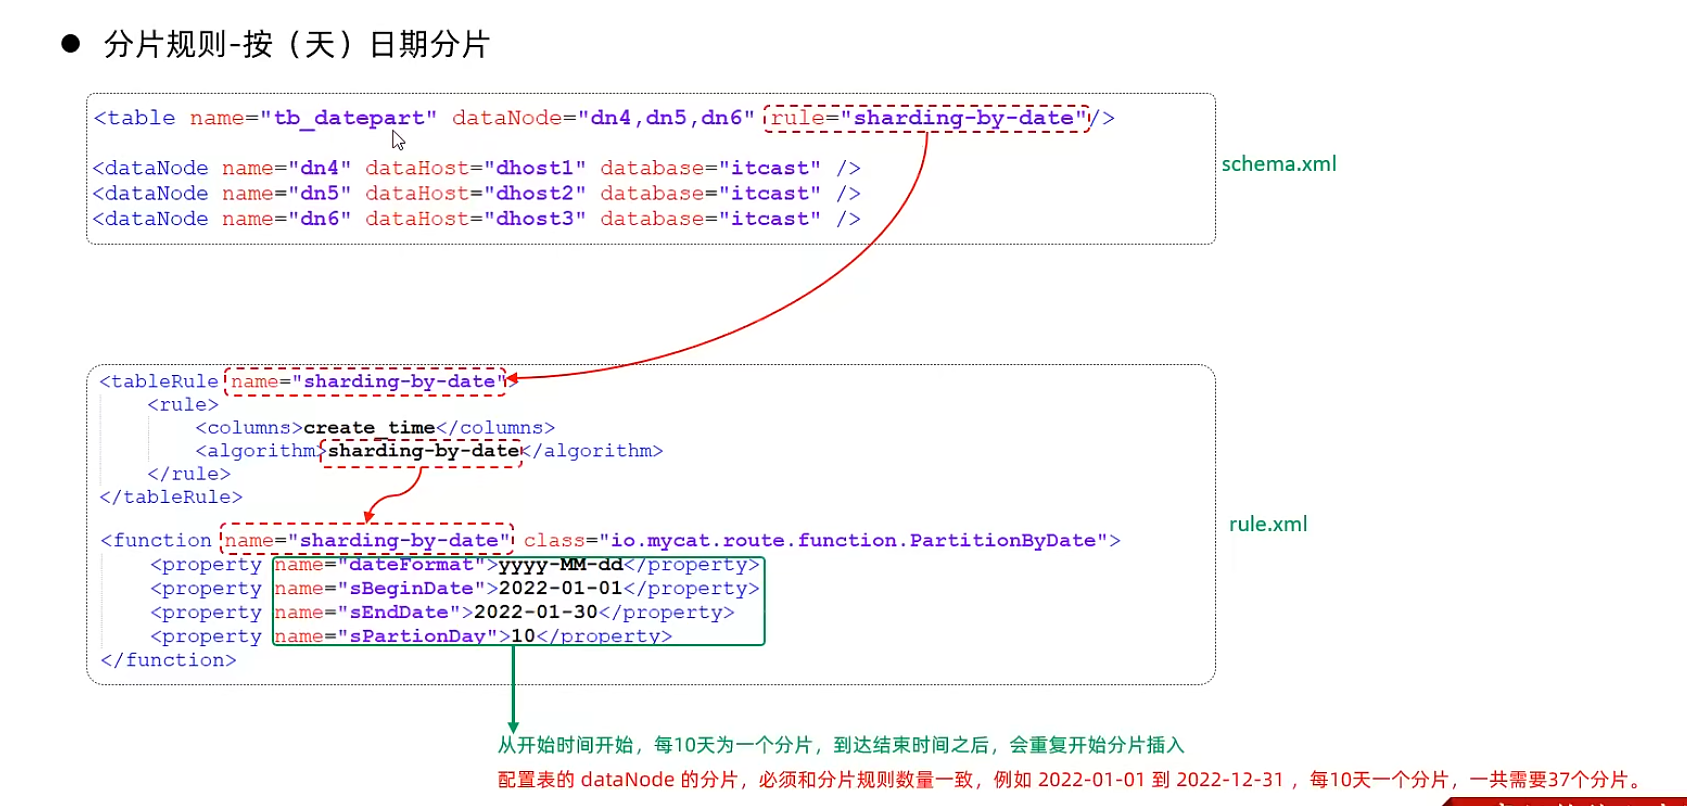 ● 分片规则-按（天）日期分片
<table name="tb_datepart" dataNode="dn4,dn5,dn6" rule="sharding-by-date"/>
<dataNode name="dn4" dataHost="dhost1" database="itcast" />
<dataNode name="dn5" dataHost="dhost2" database="itcast" />
<dataNode name="dn6" dataHost="dhost3" database="itcast" />
schema.xml
<tableRule name="sharding-by-date">
<rule>
<columns>create_time</columns>
<algorithm>sharding-by-date</algorithm>
</rule>
</tableRule>
<function name="sharding-by-date" class="io.mycat.route.function.PartitionByDate">
<property name="dateFormat">yyyy-MM-dd</property>
<property name="sBeginDate">2022-01-01</property>
<property name="sEndDate">2022-01-30</property>
<property name="sPartionDay">10</property>
</function>
rule.xml
从开始时间开始，每10天为一个分片，到达结束时间之后，会重复开始分片插入
配置表的 dataNode 的分片，必须和分片规则数量一致，例如 2022-01-01 到 2022-12-31 ，每10天一个分片，一共需要37个分片。